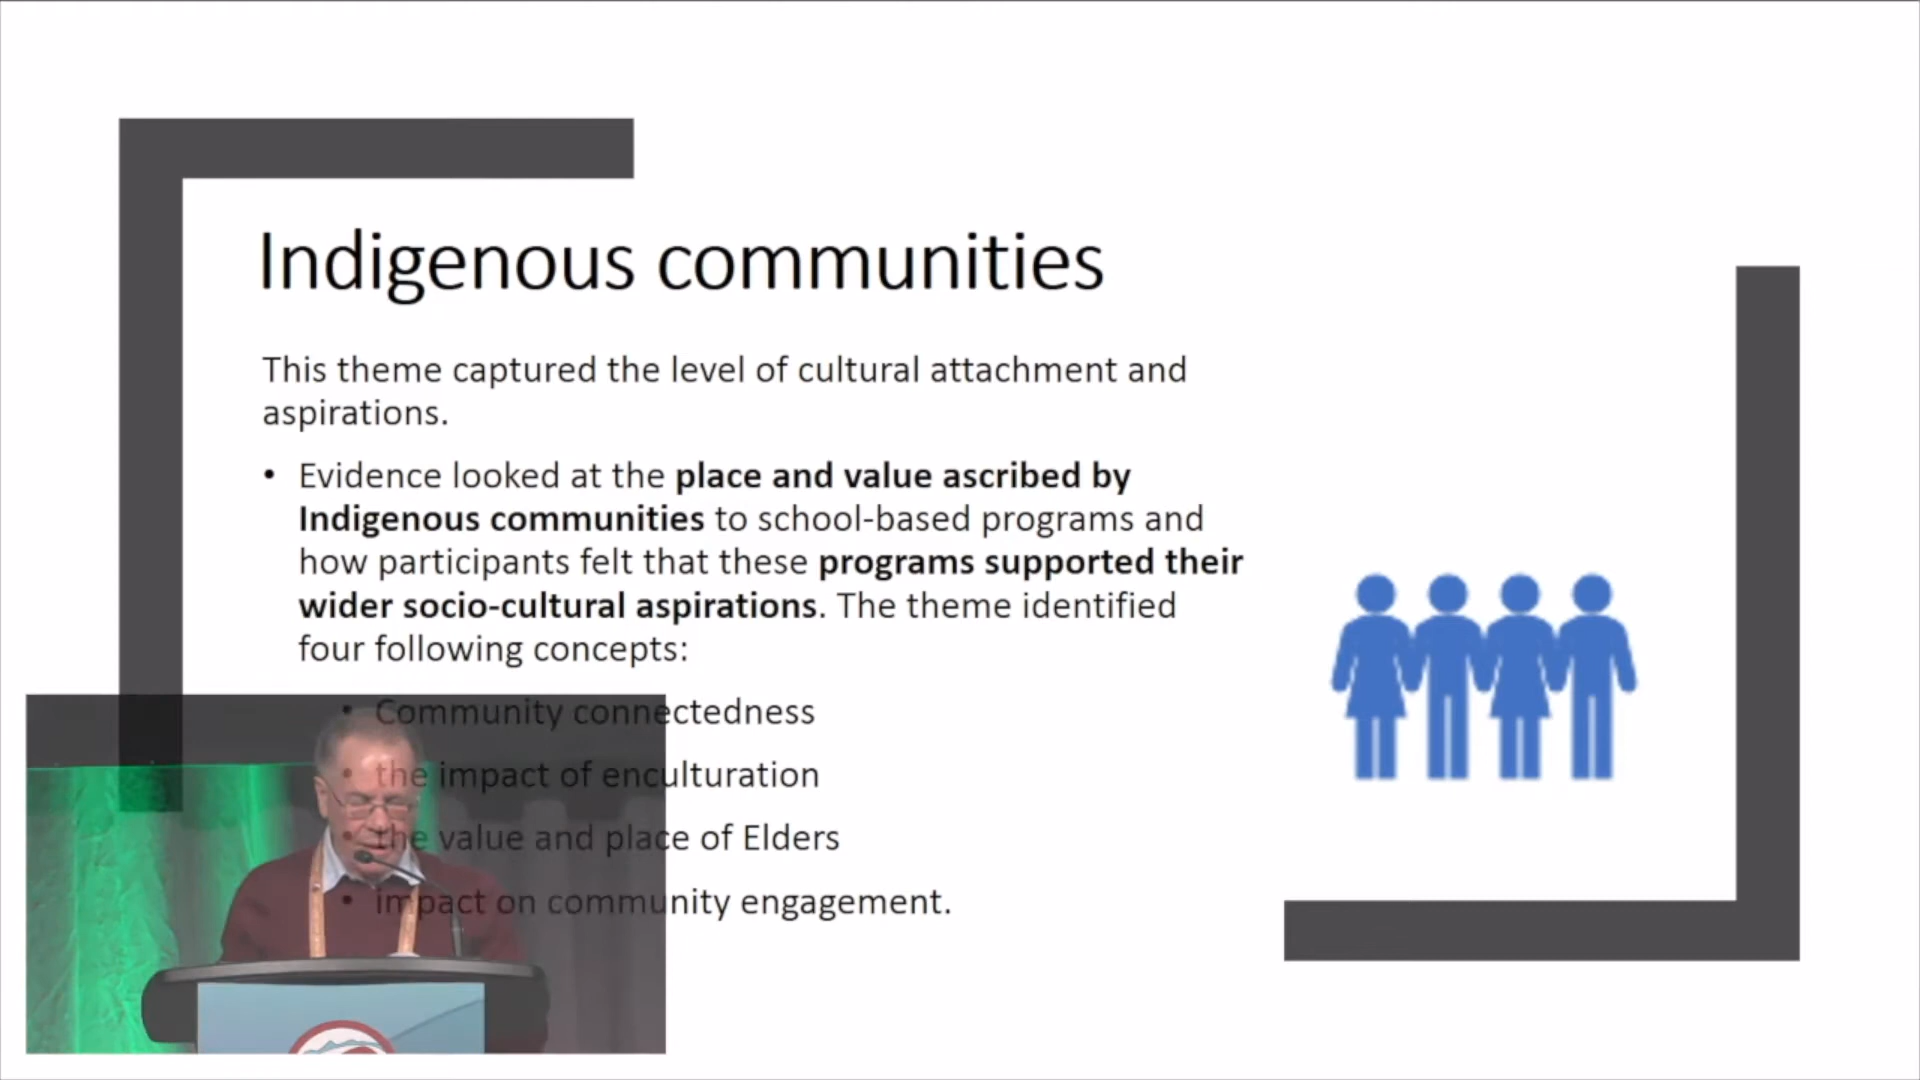 Indigenous communities
This theme captured the level of cultural attachment and
aspirations.
• Evidence looked at the place and value ascribed by
Indigenous communities to school-based programs and
how participants felt that these programs supported their
wider socio-cultural aspirations. The theme identified
four following concepts:
• Community connectedness
• the impact of enculturation
• the value and place of Elders
• impact on community engagement.